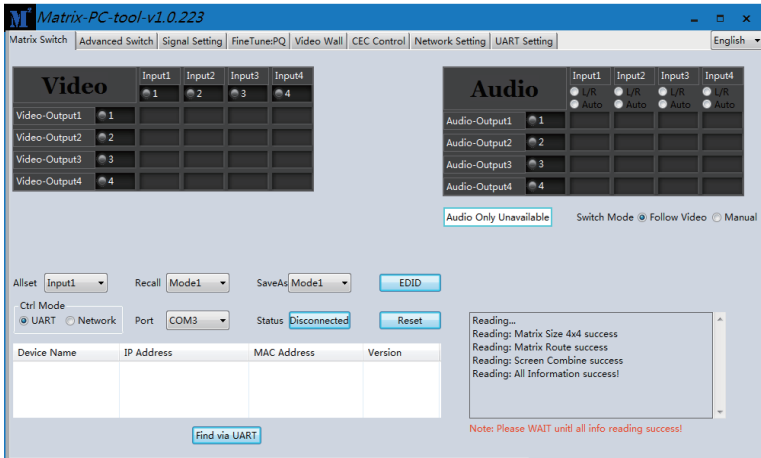 Matrix-PC-tool-v1.0.223
Matrix Switch Advanced Switch Signal Setting FineTune:PQ Video Wall CEC Control Network Setting UART Setting English
Video Input1 Input2 Input3 Input4
1 2 3 4
Video-Output1 1
Video-Output2 2
Video-Output3 3
Video-Output4 4
Audio Input1 Input2 Input3 Input4
L/R L/R L/R L/R
Auto Auto Auto Auto
Audio-Output1 1
Audio-Output2 2
Audio-Output3 3
Audio-Output4 4
Audio Only Unavailable Switch Mode Follow Video Manual
Allset Input1 Recall Mode1 SaveAs Mode1 EDID
Ctrl Mode
UART Network Port COM3 Status Disconnected Reset
Device Name IP Address MAC Address Version
Find via UART
Reading...
Reading: Matrix Size 4x4 success
Reading: Matrix Route success
Reading: Screen Combine success
Reading: All Information success!
Note: Please WAIT unitl all info reading success!